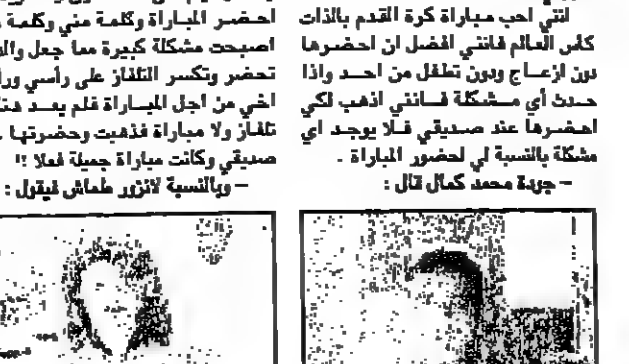 انني احب مباراة كرة القدم بالذات
كأس العالم فانني افضل ان احضرها
دون ازعاج ودون تطفل من احد واذا
حدث أي مشكلة فانني اذهب لكي
احضرها عند صديقي فلا يوجد اي
مشكلة بالنسبة لي لحضور المباراة .
– جودة محمد كمال قال :
احضر المباراة وكلمة مني وكلمة
اصبحت مشكلة كبيرة مما جعل
تحضر وتكسر التلفاز على رأسي
اخي من اجل المباراة فلم يعد
تلفاز ولا مباراة فذهبت وحضرتها
صديقي وكانت مباراة جميلة فعلا !!
– وبالنسبة لانزور طماش فيقول :